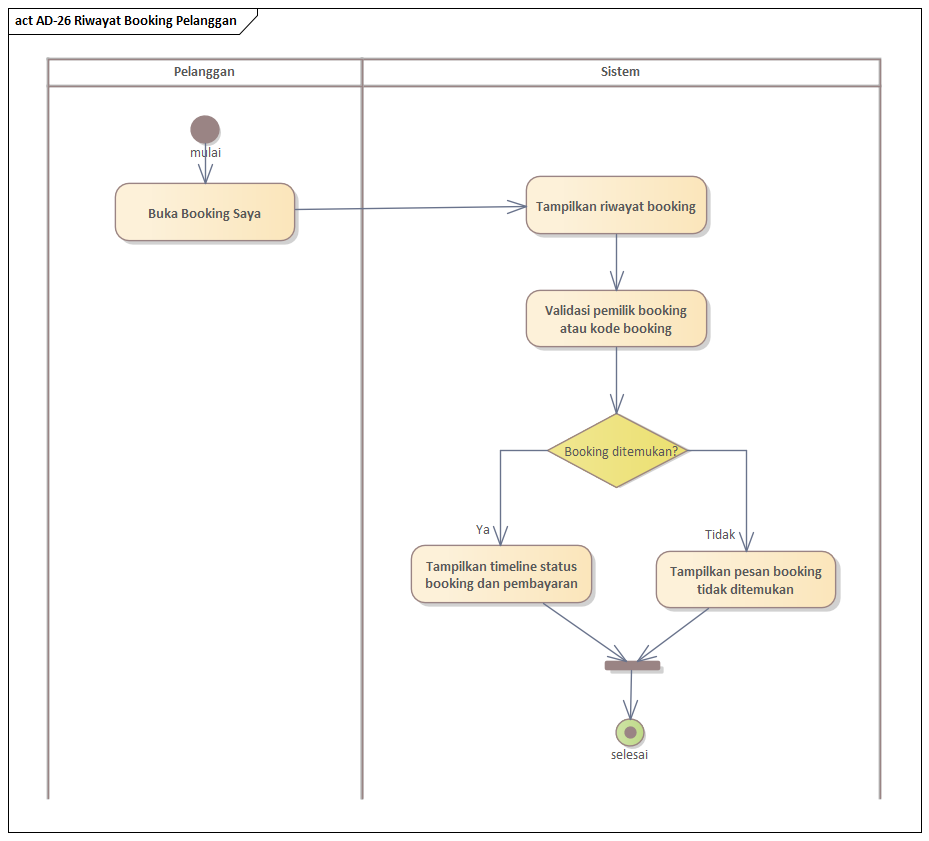 act AD-26 Riwayat Booking Pelanggan
Pelanggan
Sistem
mulai
Buka Booking Saya
Tampilkan riwayat booking
Validasi pemilik booking
atau kode booking
Booking ditemukan?
Ya
Tidak
Tampilkan timeline status
booking dan pembayaran
Tampilkan pesan booking
tidak ditemukan
selesai